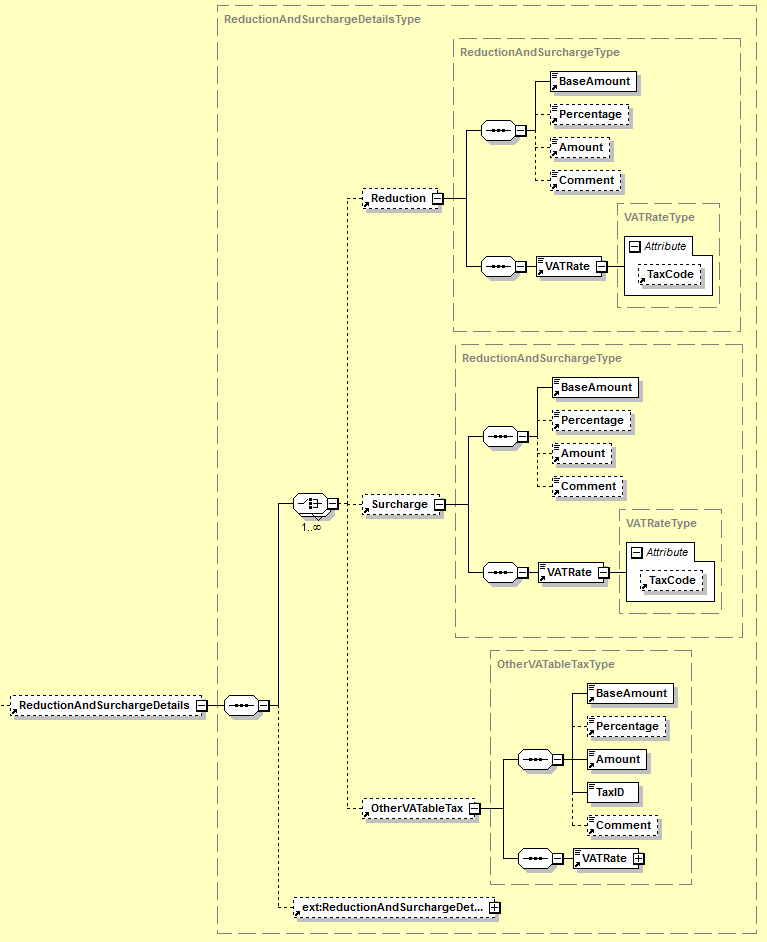 ReductionAndSurchargeDetailsType
ReductionAndSurchargeType
BaseAmount
Percentage
Amount
Comment
Reduction
VATRateType
Attribute
VATRate
TaxCode
ReductionAndSurchargeType
BaseAmount
Percentage
Amount
Comment
Surcharge
1..∞
VATRateType
Attribute
VATRate
TaxCode
OtherVATableTaxType
BaseAmount
ReductionAndSurchargeDetails
Percentage
Amount
TaxID
OtherVATableTax
Comment
VATRate
ext:ReductionAndSurchargeDet...